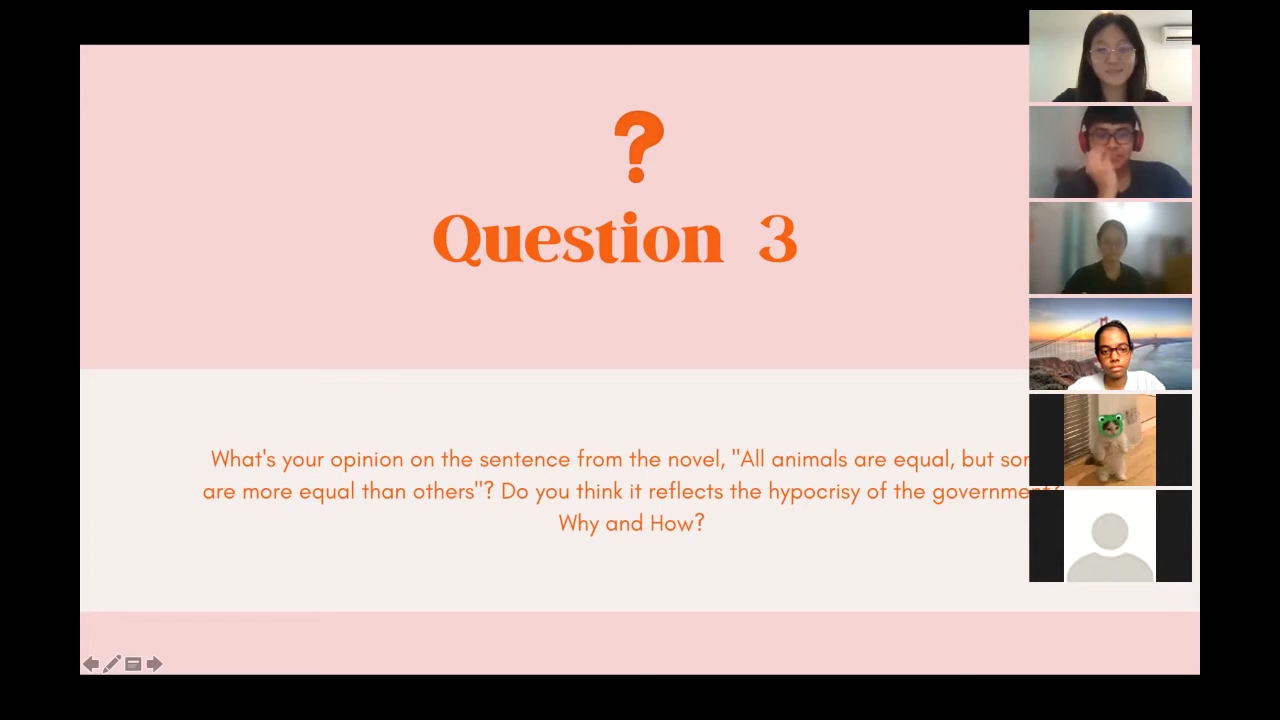 ?
Question 3
What's your opinion on the sentence from the novel, "All animals are equal, but
are more equal than others"? Do you think it reflects the hypocrisy of the government?
Why and How?